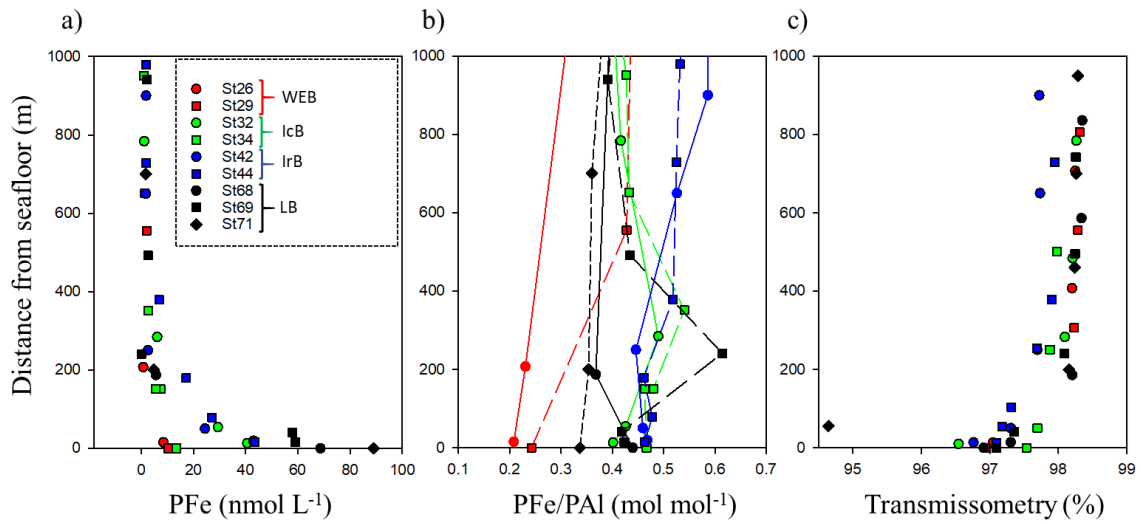 a)
b)
c)
Distance from seafloor (m)
1000
800
600
400
200
0
St26
St29
WEB
St32
St34
IcB
St42
St44
IrB
St68
St69
LB
St71
0 20 40 60 80 100
PFe (nmol L-1)
1000
800
600
400
200
0
0.1 0.2 0.3 0.4 0.5 0.6 0.7
PFe/PAl (mol mol-1)
1000
800
600
400
200
0
95 96 97 98 99
Transmissometry (%)